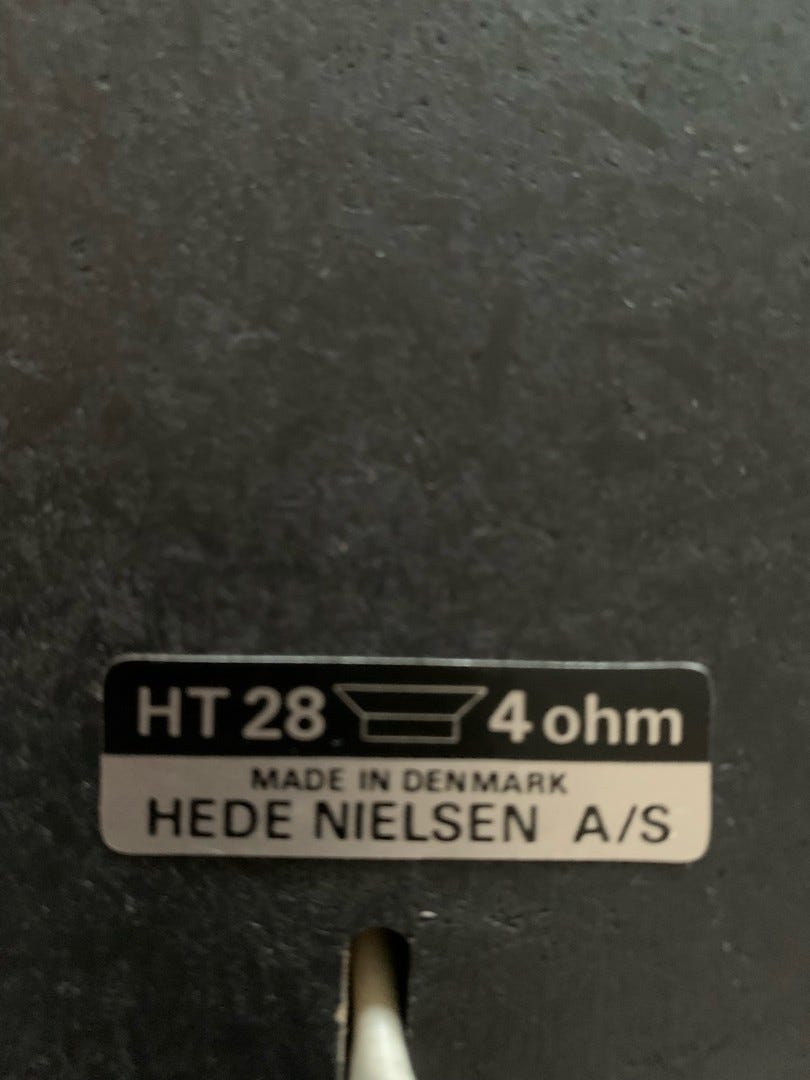 HT 28 4 ohm
MADE IN DENMARK
HEDE NIELSEN A/S